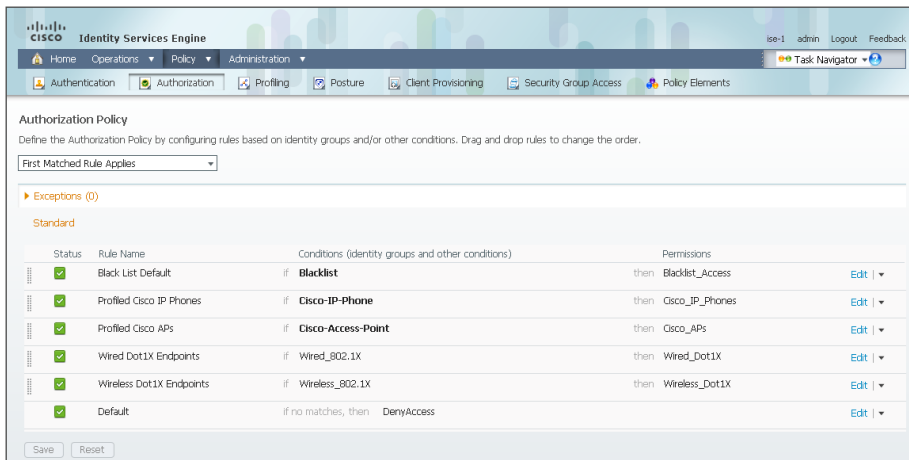 CISCO Identity Services Engine
ise-1 admin Logout Feedback
Home Operations ▼ Policy ▼ Administration ▼
Task Navigator ▼
Authentication Authorization Profiling Posture Client Provisioning Security Group Access Policy Elements
Authorization Policy
Define the Authorization Policy by configuring rules based on identity groups and/or other conditions. Drag and drop rules to change the order.
First Matched Rule Applies
Exceptions (0)
Standard
Status Rule Name Conditions (identity groups and other conditions) Permissions
Black List Default if Blacklist then Blacklist_Access Edit | ▼
Profiled Cisco IP Phones if Cisco-IP-Phone then Cisco_IP_Phones Edit | ▼
Profiled Cisco APs if Cisco-Access-Point then Cisco_APs Edit | ▼
Wired Dot1X Endpoints if Wired_802.1X then Wired_Dot1X Edit | ▼
Wireless Dot1X Endpoints if Wireless_802.1X then Wireless_Dot1X Edit | ▼
Default if no matches, then DenyAccess Edit | ▼
Save Reset